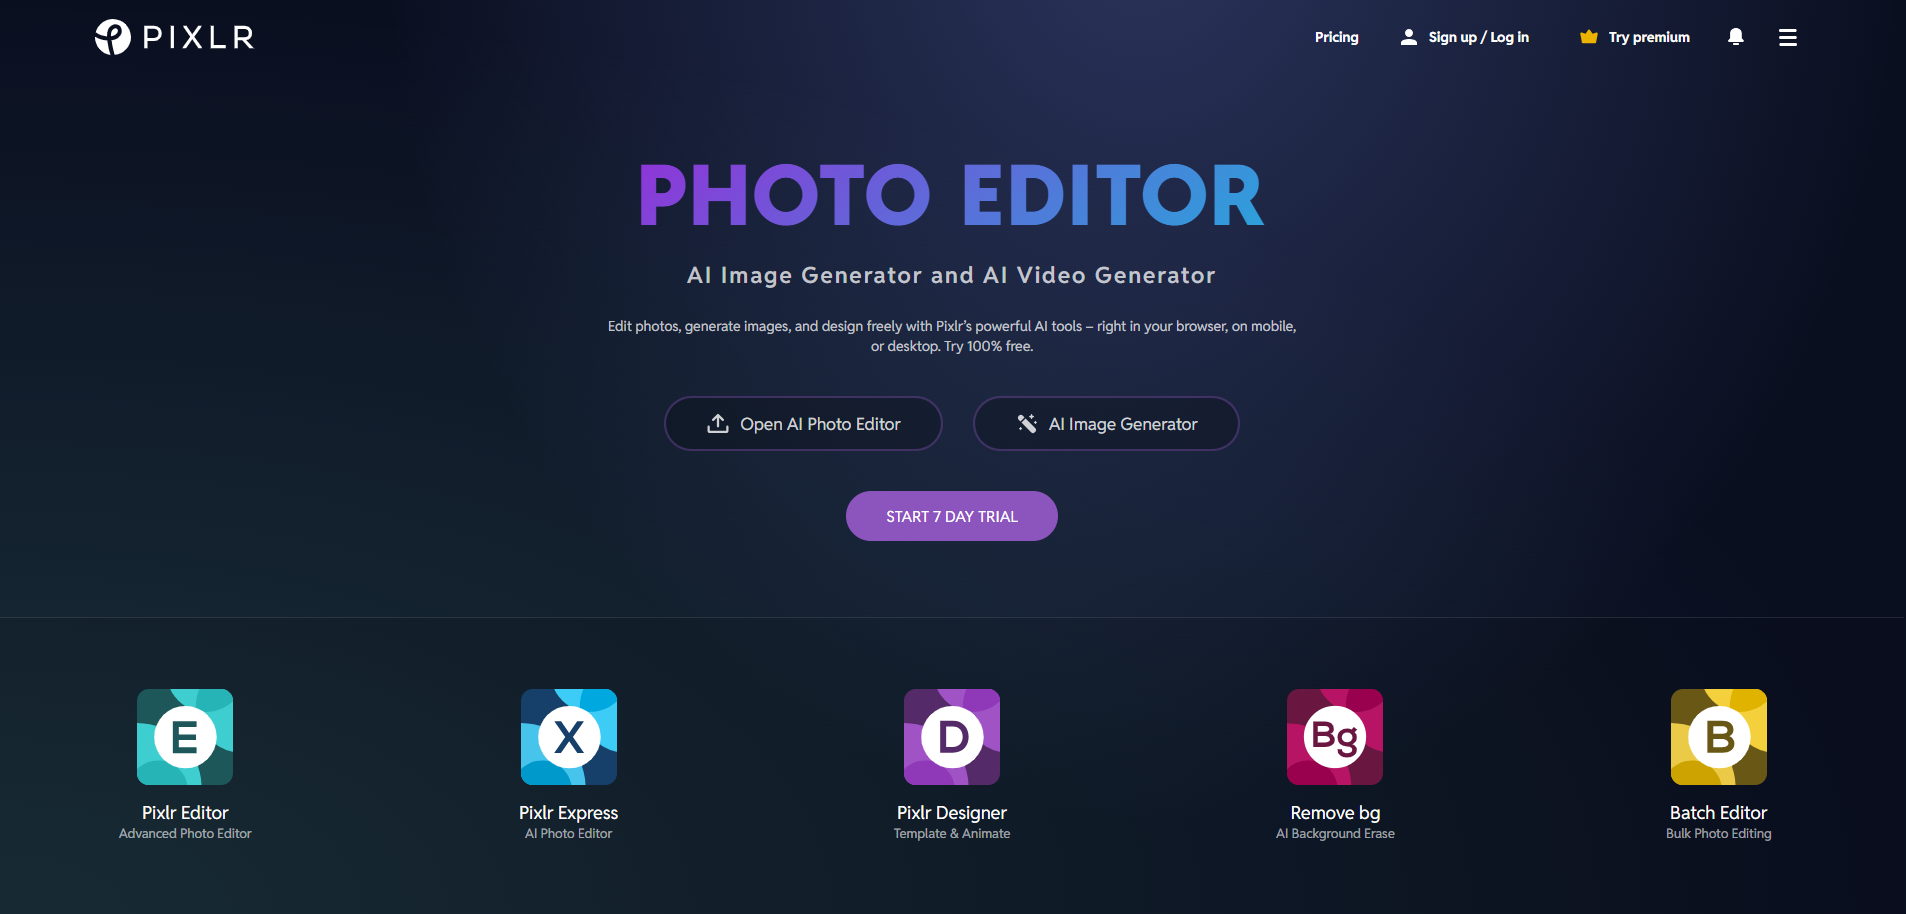 PIXLR
Pricing
Sign up / Log in
Try premium
PHOTO EDITOR
AI Image Generator and AI Video Generator
Edit photos, generate images, and design freely with Pixlr’s powerful AI tools – right in your browser, on mobile,
or desktop. Try 100% free.
Open AI Photo Editor
AI Image Generator
START 7 DAY TRIAL
E
X
D
Bg
B
Pixlr Editor
Advanced Photo Editor
Pixlr Express
AI Photo Editor
Pixlr Designer
Template & Animate
Remove bg
AI Background Erase
Batch Editor
Bulk Photo Editing